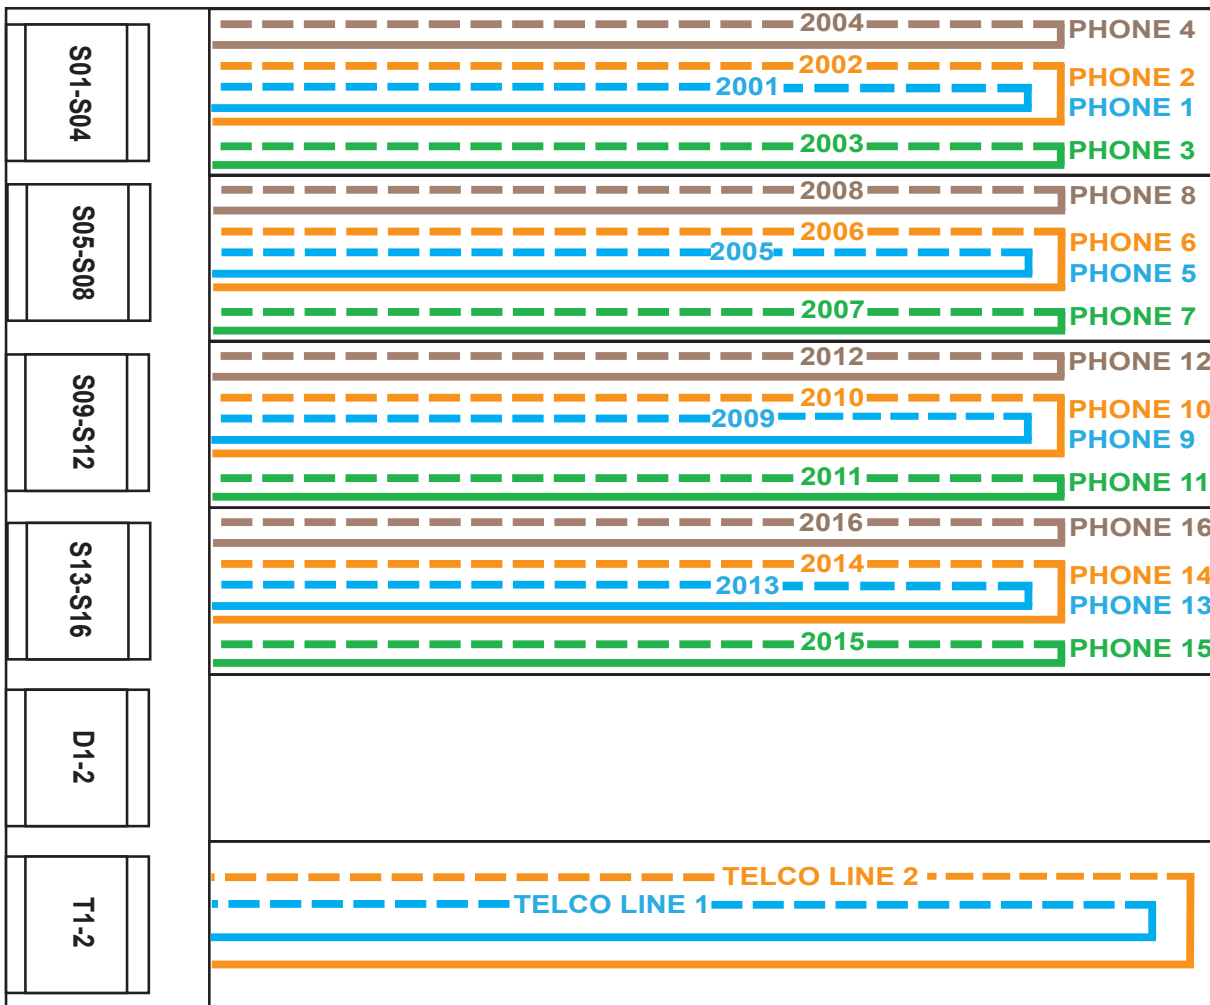 S01-S04
2004
PHONE 4
2002
PHONE 2
2001
PHONE 1
2003
PHONE 3
S05-S08
2008
PHONE 8
2006
PHONE 6
2005
PHONE 5
2007
PHONE 7
S09-S12
2012
PHONE 12
2010
PHONE 10
2009
PHONE 9
2011
PHONE 11
S13-S16
2016
PHONE 16
2014
PHONE 14
2013
PHONE 13
2015
PHONE 15
D1-2
T1-2
TELCO LINE 2
TELCO LINE 1